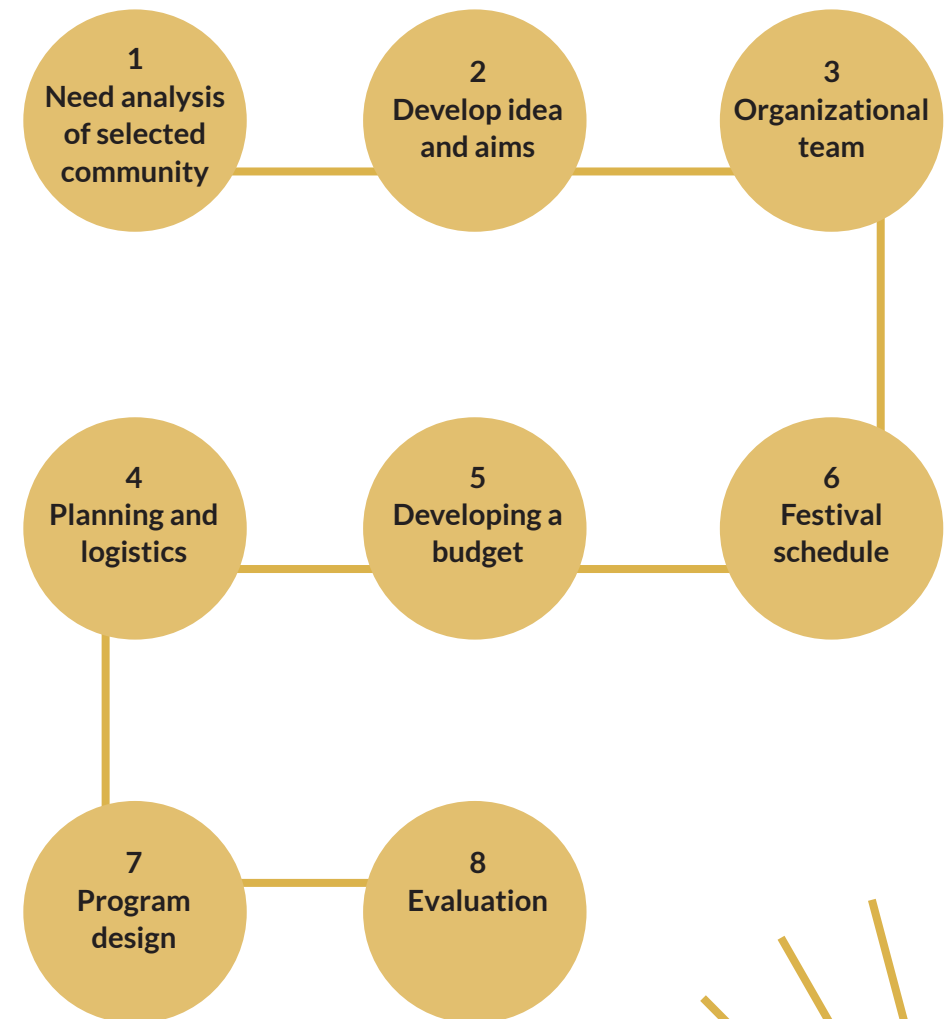 1
Need analysis
of selected
community
2
Develop idea
and aims
3
Organizational
team
4
Planning and
logistics
5
Developing a
budget
6
Festival
schedule
7
Program
design
8
Evaluation